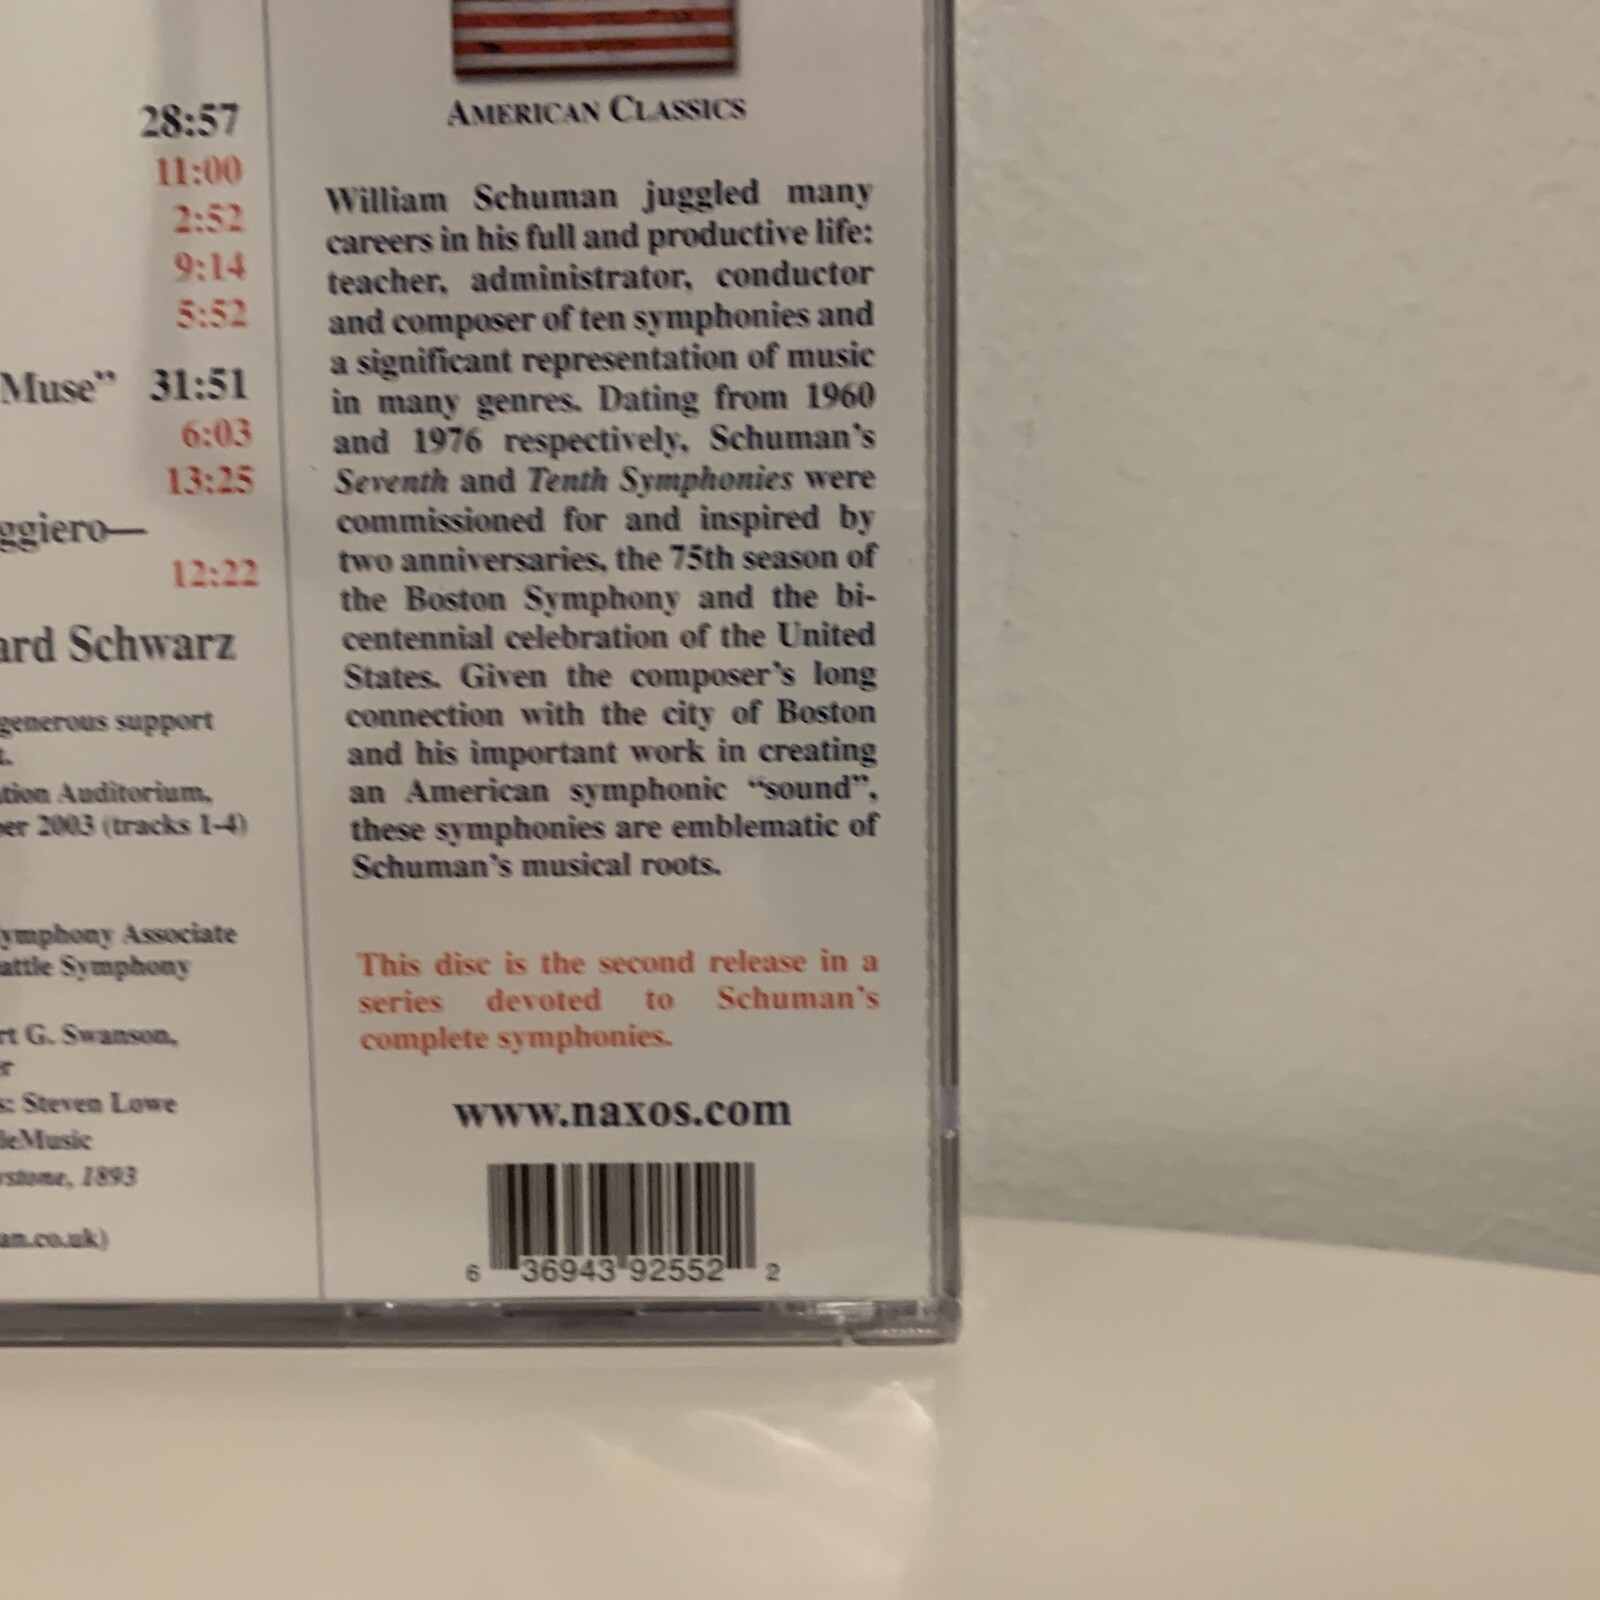 28:57
11:00
2:52
9:14
5:52
Muse” 31:51
6:03
13:25
ggiero—
12:22
ard Schwarz
generous support
t.
tion Auditorium,
er 2003 (tracks 1-4)
ymphony Associate
attle Symphony
rt G. Swanson,
r
s: Steven Lowe
leMusic
stone, 1893
an.co.uk)
AMERICAN CLASSICS
William Schuman juggled many
careers in his full and productive life:
teacher, administrator, conductor
and composer of ten symphonies and
a significant representation of music
in many genres. Dating from 1960
and 1976 respectively, Schuman’s
Seventh and Tenth Symphonies were
commissioned for and inspired by
two anniversaries, the 75th season of
the Boston Symphony and the bi-
centennial celebration of the United
States. Given the composer’s long
connection with the city of Boston
and his important work in creating
an American symphonic “sound”,
these symphonies are emblematic of
Schuman’s musical roots.
This disc is the second release in a
series devoted to Schuman’s
complete symphonies.
www.naxos.com
6 36943 92552 2